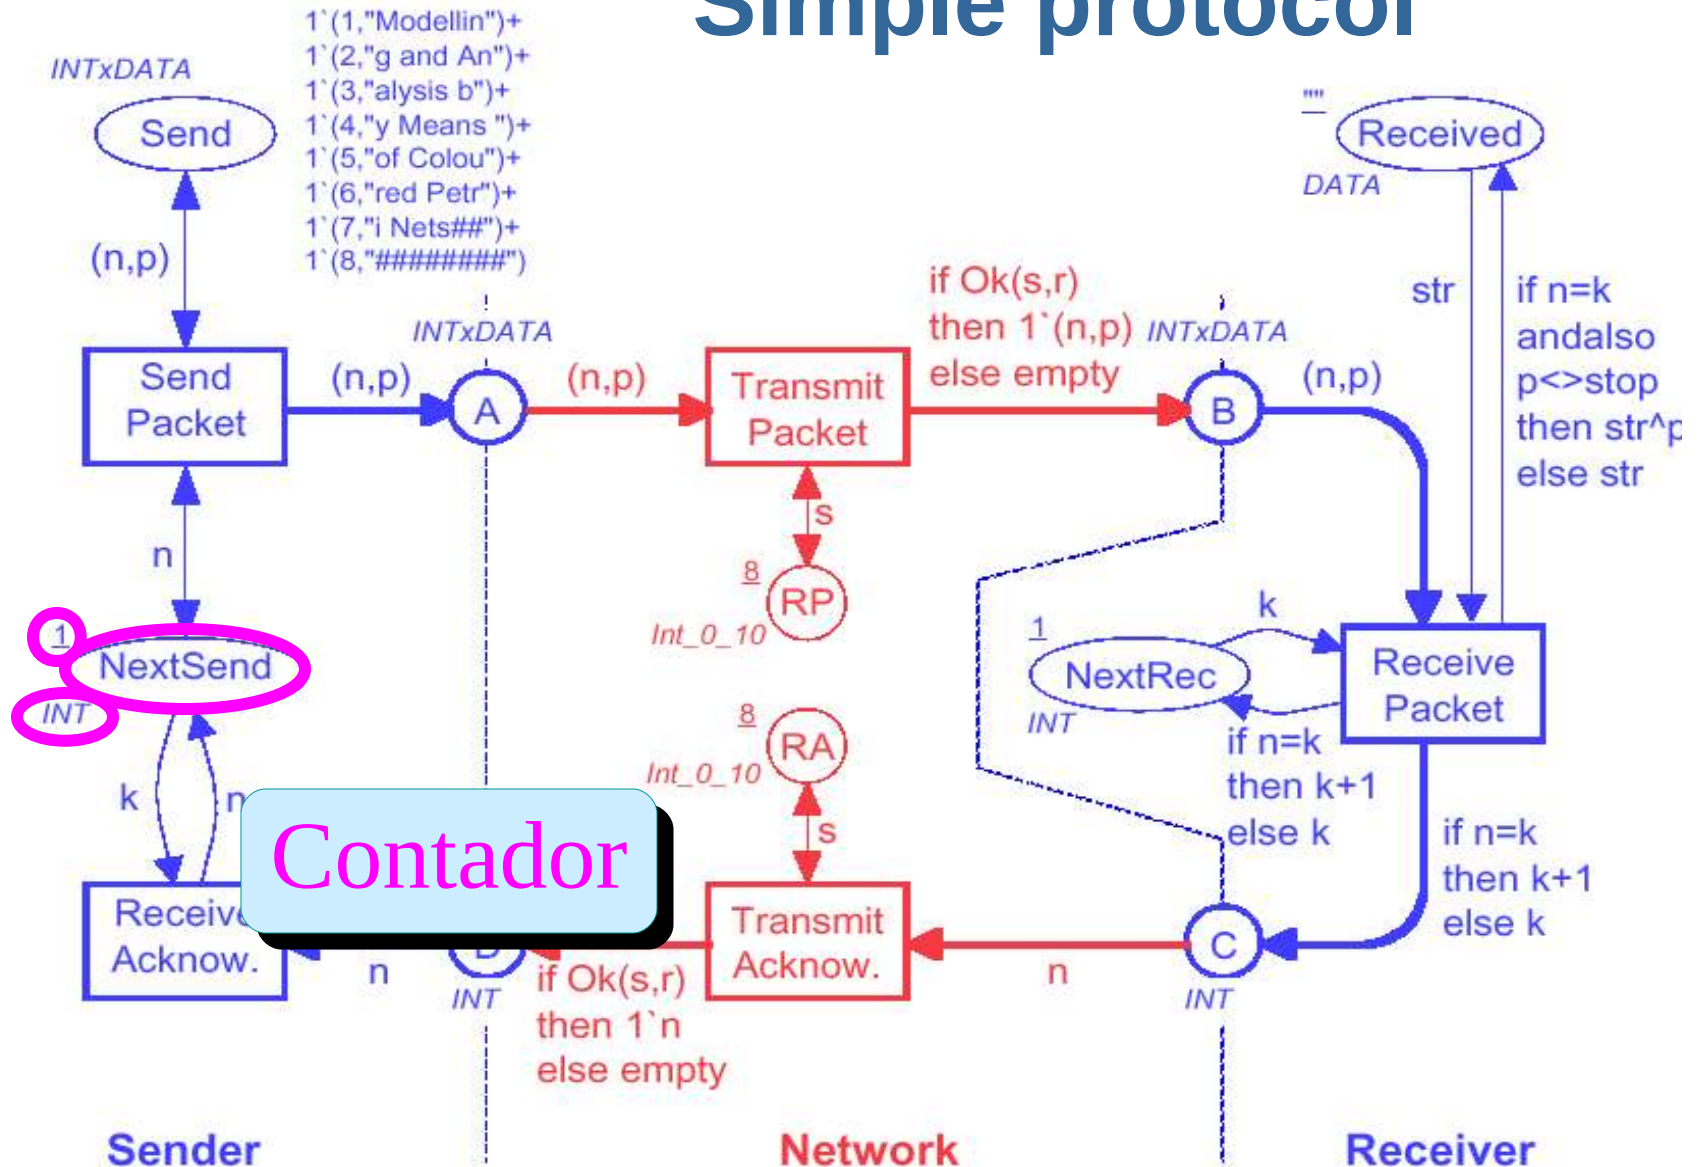 Simple protocol
1`(1,"Modellin")+
1`(2,"g and An")+
1`(3,"alysis b")+
1`(4,"y Means ")+
1`(5,"of Colou")+
1`(6,"red Petr")+
1`(7,"i Nets##")+
1`(8,"########")
INTxDATA
Send
(n,p)
Send
Packet
(n,p)
INTxDATA
A
(n,p)
Transmit
Packet
if Ok(s,r)
then 1`(n,p)
else empty
INTxDATA
B
(n,p)
""
Received
DATA
str
if n=k
andalso
p<>stop
then str^p
else str
n
1
NextSend
INT
s
8
RP
Int_0_10
8
RA
Int_0_10
s
1
NextRec
INT
k
if n=k
then k+1
else k
Receive
Packet
if n=k
then k+1
else k
k
n
Contador
Receive
Acknow.
n
D
INT
if Ok(s,r)
then 1`n
else empty
Transmit
Acknow.
n
C
INT
Sender
Network
Receiver